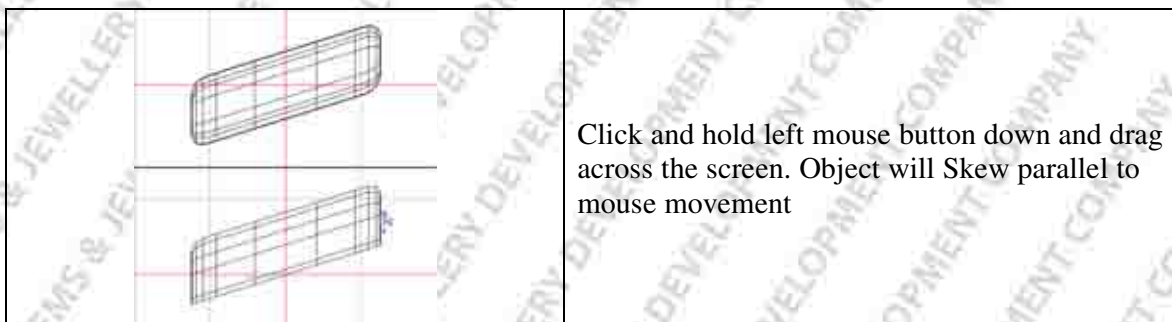 Click and hold left mouse button down and drag
across the screen. Object will Skew parallel to
mouse movement